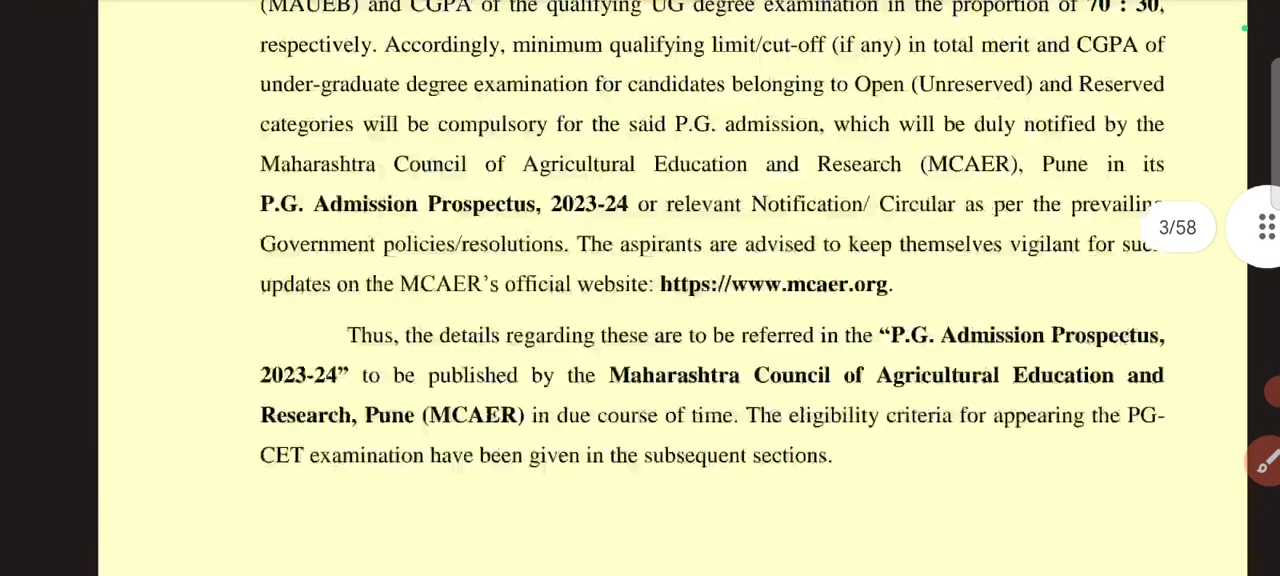 (MAUEB) and CGPA of the qualifying UG degree examination in the proportion of 70 : 30,
respectively. Accordingly, minimum qualifying limit/cut-off (if any) in total merit and CGPA of
under-graduate degree examination for candidates belonging to Open (Unreserved) and Reserved
categories will be compulsory for the said P.G. admission, which will be duly notified by the
Maharashtra Council of Agricultural Education and Research (MCAER), Pune in its
P.G. Admission Prospectus, 2023-24 or relevant Notification/ Circular as per the
Government policies/resolutions. The aspirants are advised to keep themselves vigilant for
3/58
updates on the MCAER's official website: https://www.mcaer.org.
Thus, the details regarding these are to be referred in the “P.G. Admission Prospectus,
2023-24” to be published by the Maharashtra Council of Agricultural Education and
Research, Pune (MCAER) in due course of time. The eligibility criteria for appearing the PG-
CET examination have been given in the subsequent sections.